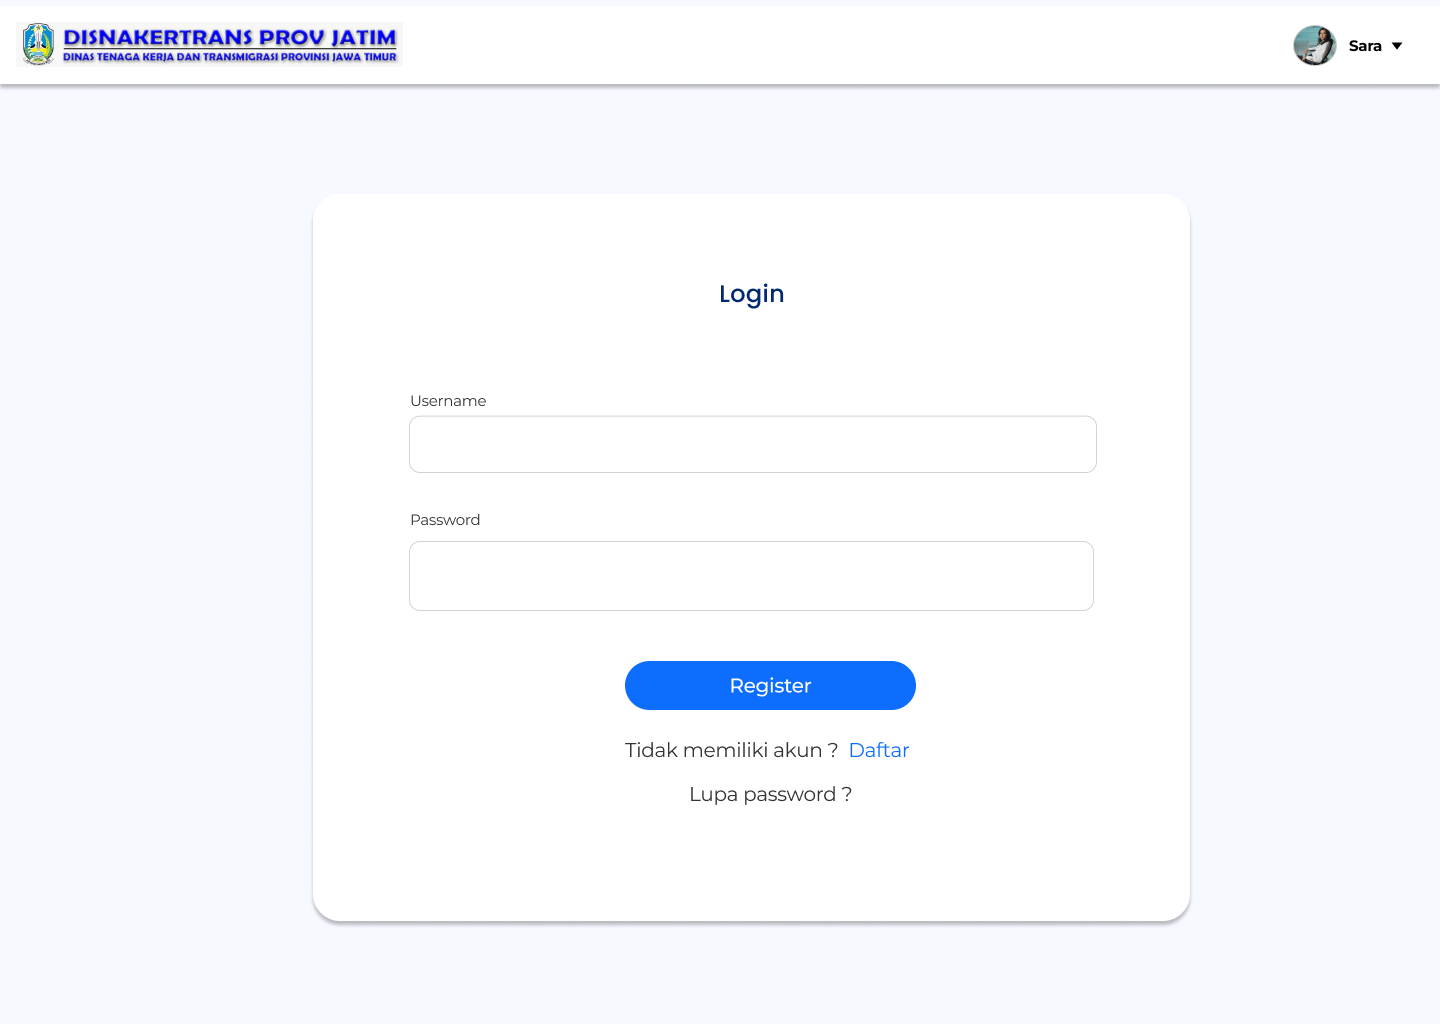 DISNAKERTRANS PROV JATIM
DINAS TENAGA KERJA DAN TRANSMIGRASI PROVINSI JAWA TIMUR
Sara
Login
Username
Password
Register
Tidak memiliki akun ? Daftar
Lupa password ?